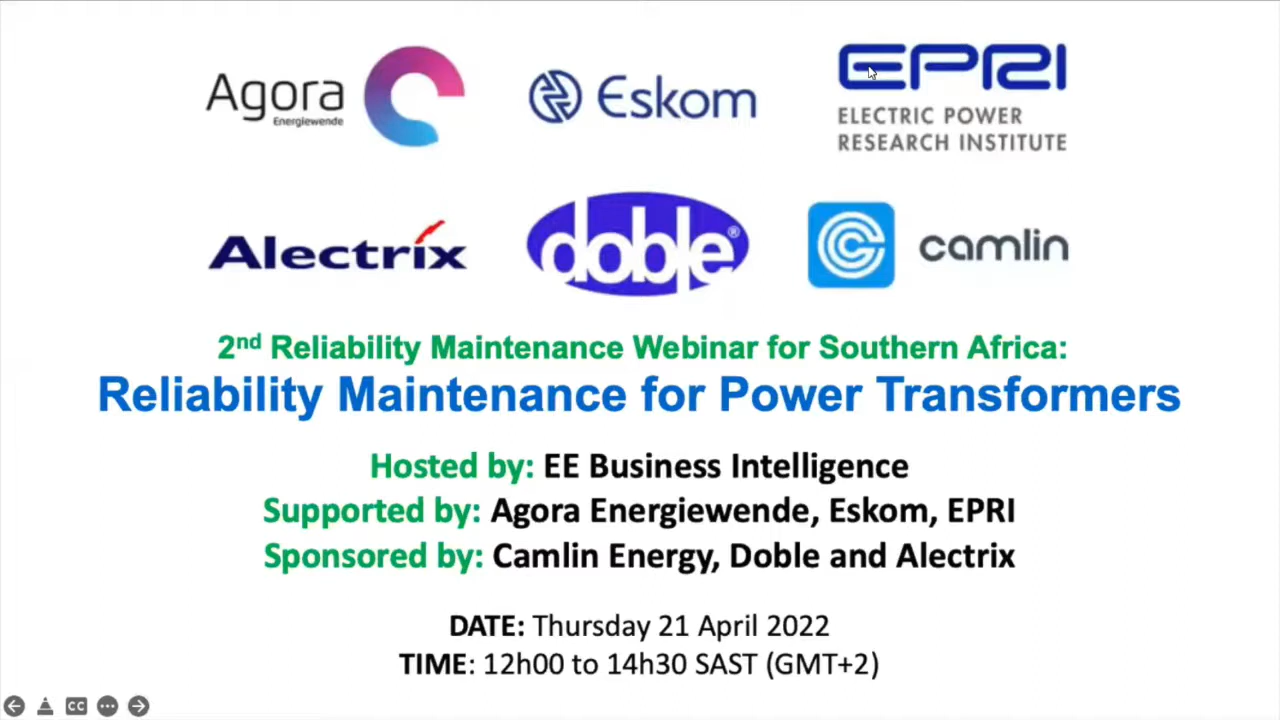 Agora
Energiewende
Eskom
EPRI
ELECTRIC POWER
RESEARCH INSTITUTE
Alectrix
doble®
camlin
2nd Reliability Maintenance Webinar for Southern Africa:
Reliability Maintenance for Power Transformers
Hosted by: EE Business Intelligence
Supported by: Agora Energiewende, Eskom, EPRI
Sponsored by: Camlin Energy, Doble and Alectrix
DATE: Thursday 21 April 2022
TIME: 12h00 to 14h30 SAST (GMT+2)
CC